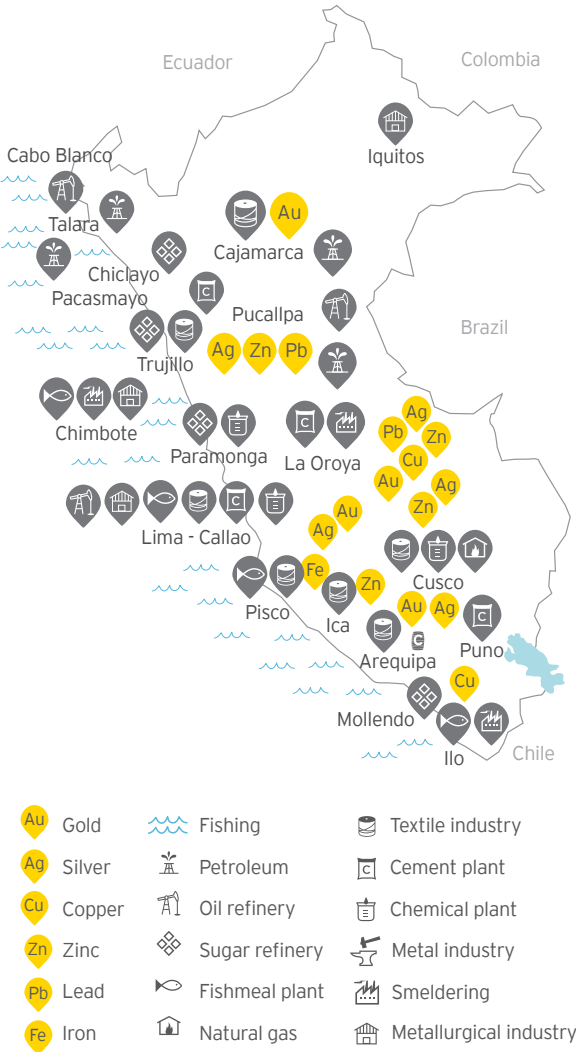 Ecuador
Colombia
Iquitos
Cabo Blanco
Talara
Au
Cajamarca
Chiclayo
Pacasmayo
C
Pucallpa
Brazil
Trujillo
Ag Zn Pb
Chimbote
Paramonga
C
La Oroya
Ag
Pb Zn
Cu
Au Ag
Zn
C
Lima - Callao
Au
Ag
Fe
Pisco
Zn
Ica
Cusco
Au Ag
C
C
Arequipa
Puno
Cu
Mollendo
Ilo
Chile
Au Gold Fishing Textile industry
Ag Silver Petroleum C Cement plant
Cu Copper Oil refinery Chemical plant
Zn Zinc Sugar refinery Metal industry
Pb Lead Fishmeal plant Smeldering
Fe Iron Natural gas Metallurgical industry